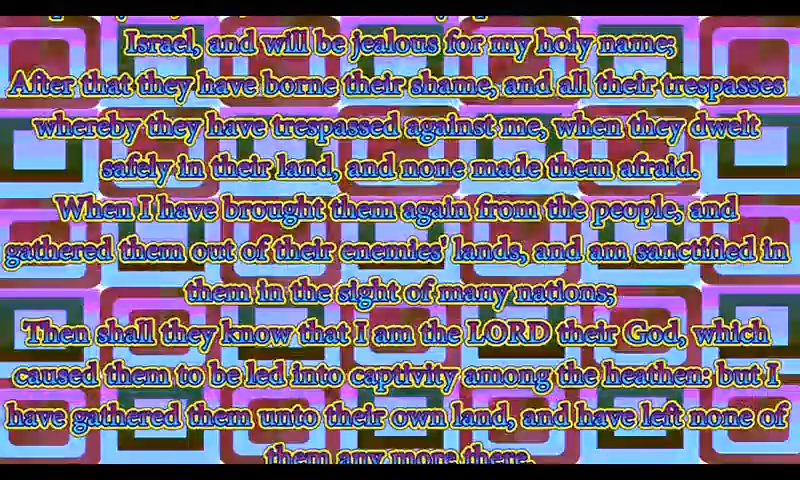 Israel, and will be jealous for my holy name;
After that they have borne their shame, and all their trespasses
whereby they have trespassed against me, when they dwelt
safely in their land, and none made them afraid.
When I have brought them again from the people, and
gathered them out of their enemies' lands, and am sanctified in
them in the sight of many nations;
Then shall they know that I am the LORD their God, which
caused them to be led into captivity among the heathen: but I
have gathered them unto their own land, and have left none of
them any more there.